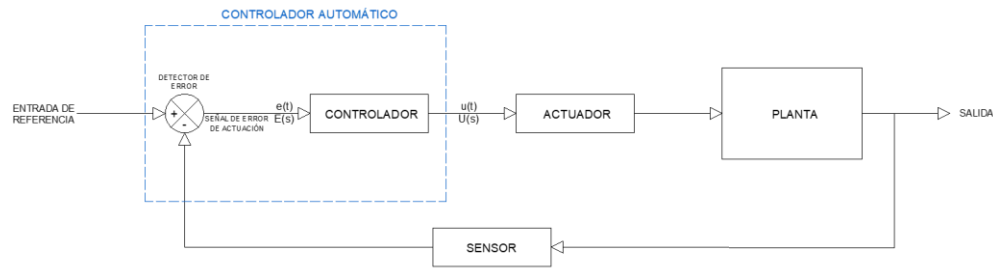 CONTROLADOR AUTOMÁTICO
DETECTOR DE
ERROR
ENTRADA DE
REFERENCIA
+
-
SEÑAL DE ERROR
DE ACTUACIÓN
e(t)
E(s)
CONTROLADOR
u(t)
U(s)
ACTUADOR
PLANTA
SALIDA
SENSOR